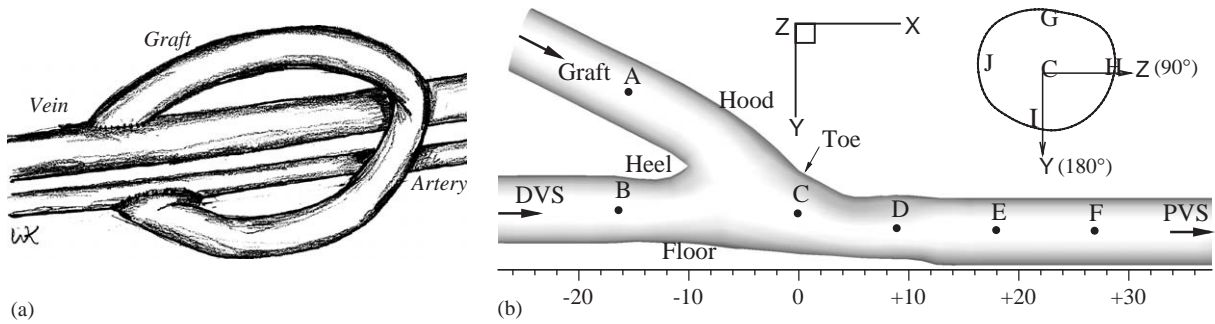 Graft
Vein
Artery
(a)
Graft
A
Hood
Toe
Heel
DVS
B
C
D
E
F
PVS
Floor
Z
X
Y
G
J
C
H
Z (90°)
I
Y (180°)
(b)
-20 -10 0 +10 +20 +30